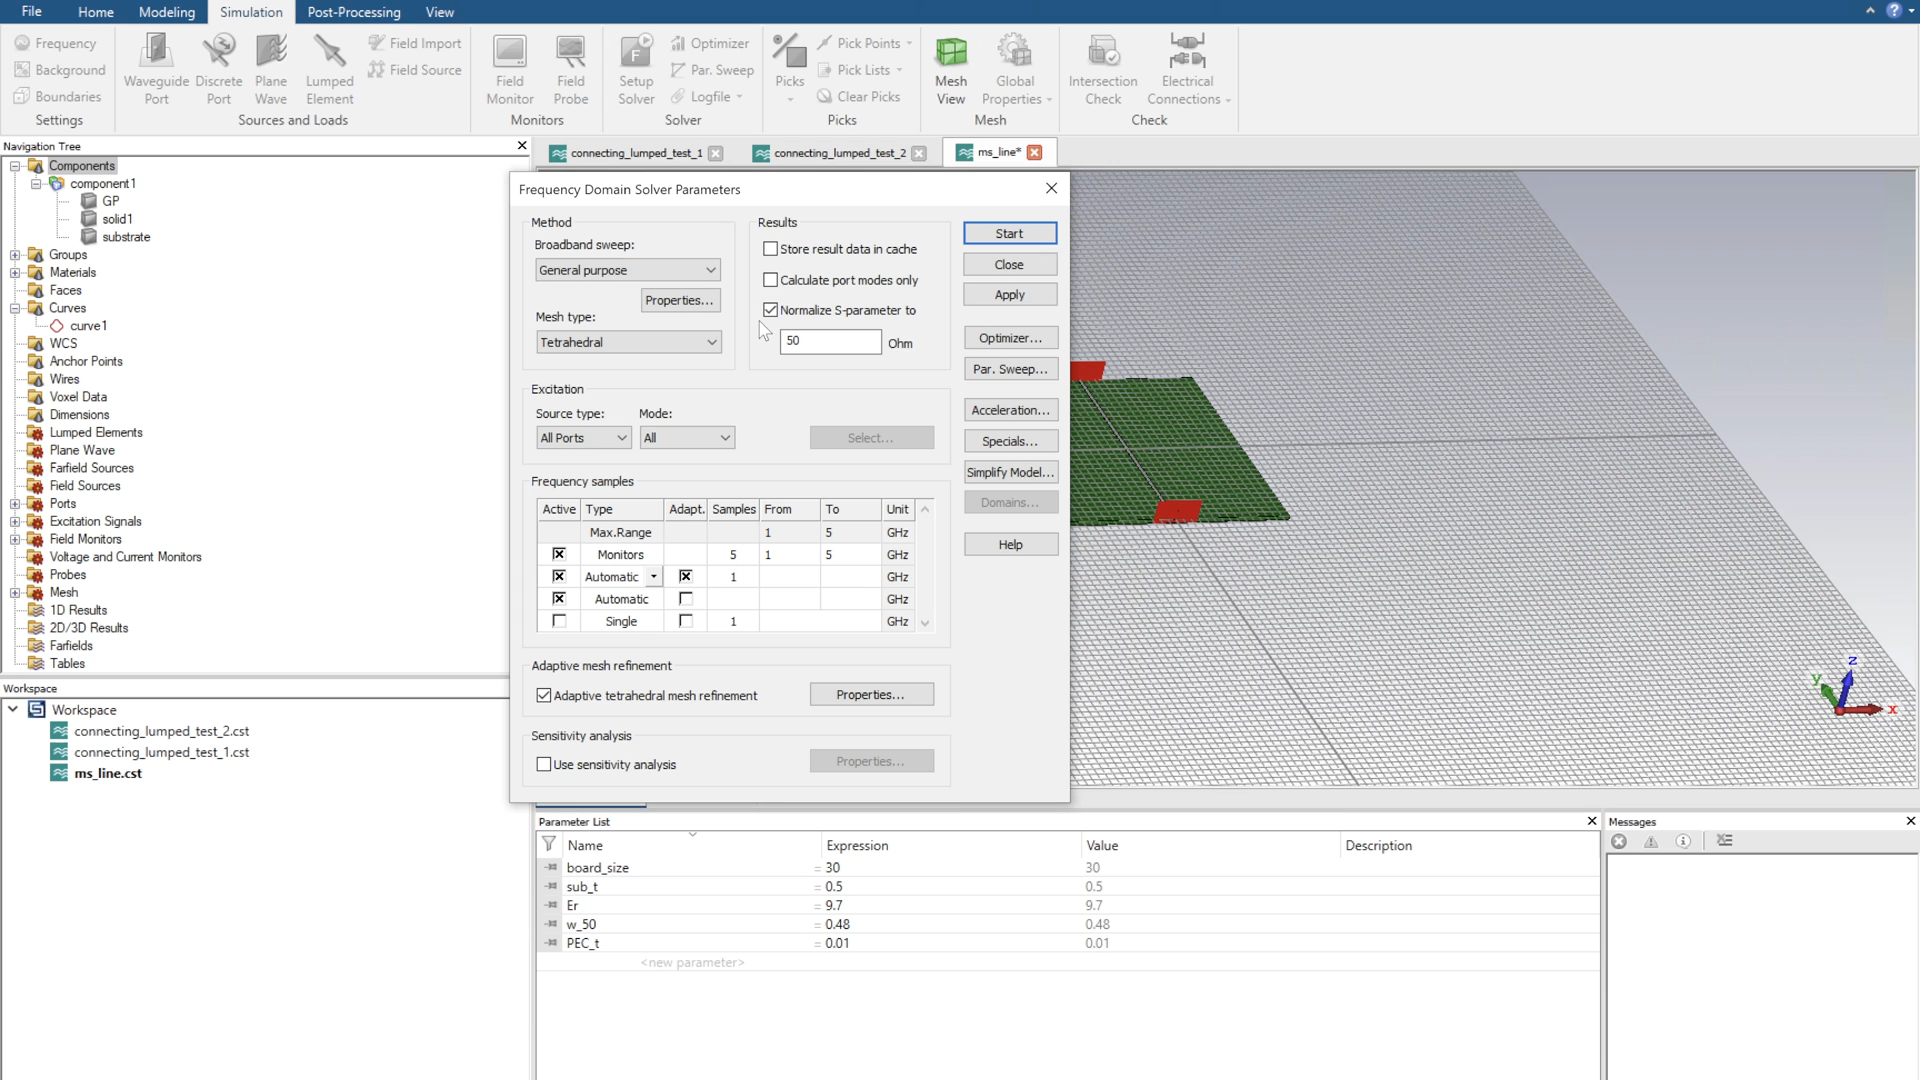 File Home Modeling Simulation Post-Processing View
Frequency
Background
Boundaries
Settings
Waveguide Port
Discrete Port
Plane Wave
Lumped Element
Field Import
Field Source
Sources and Loads
Field Monitor
Field Probe
Monitors
Setup Solver
Optimizer
Par. Sweep
Logfile
Solver
Picks
Pick Points
Pick Lists
Clear Picks
Picks
Mesh View
Global Properties
Mesh
Intersection Check
Electrical Connections
Check
Navigation Tree
Components
component1
GP
solid1
substrate
Groups
Materials
Faces
Curves
curve1
WCS
Anchor Points
Wires
Voxel Data
Dimensions
Lumped Elements
Plane Wave
Farfield Sources
Field Sources
Ports
Excitation Signals
Field Monitors
Voltage and Current Monitors
Probes
Mesh
1D Results
2D/3D Results
Farfields
Tables
Workspace
Workspace
connecting_lumped_test_2.cst
connecting_lumped_test_1.cst
ms_line.cst
connecting_lumped_test_1 connecting_lumped_test_2 ms_line*
Frequency Domain Solver Parameters
Method
Broadband sweep:
General purpose
Properties...
Mesh type:
Tetrahedral
Results
Store result data in cache
Calculate port modes only
Normalize S-parameter to
50 Ohm
Start
Close
Apply
Optimizer...
Par. Sweep...
Acceleration...
Specials...
Simplify Model...
Domains...
Help
Excitation
Source type: Mode:
All Ports All Select...
Frequency samples
Active Type Adapt. Samples From To Unit
Max.Range 1 5 GHz
Monitors 5 1 5 GHz
Automatic 1 GHz
Automatic GHz
Single 1 GHz
Adaptive mesh refinement
Adaptive tetrahedral mesh refinement Properties...
Sensitivity analysis
Use sensitivity analysis Properties...
z
y
x
Parameter List
Name Expression Value Description
board_size = 30 30
sub_t = 0.5 0.5
Er = 9.7 9.7
w_50 = 0.48 0.48
PEC_t = 0.01 0.01
<new parameter>
Messages